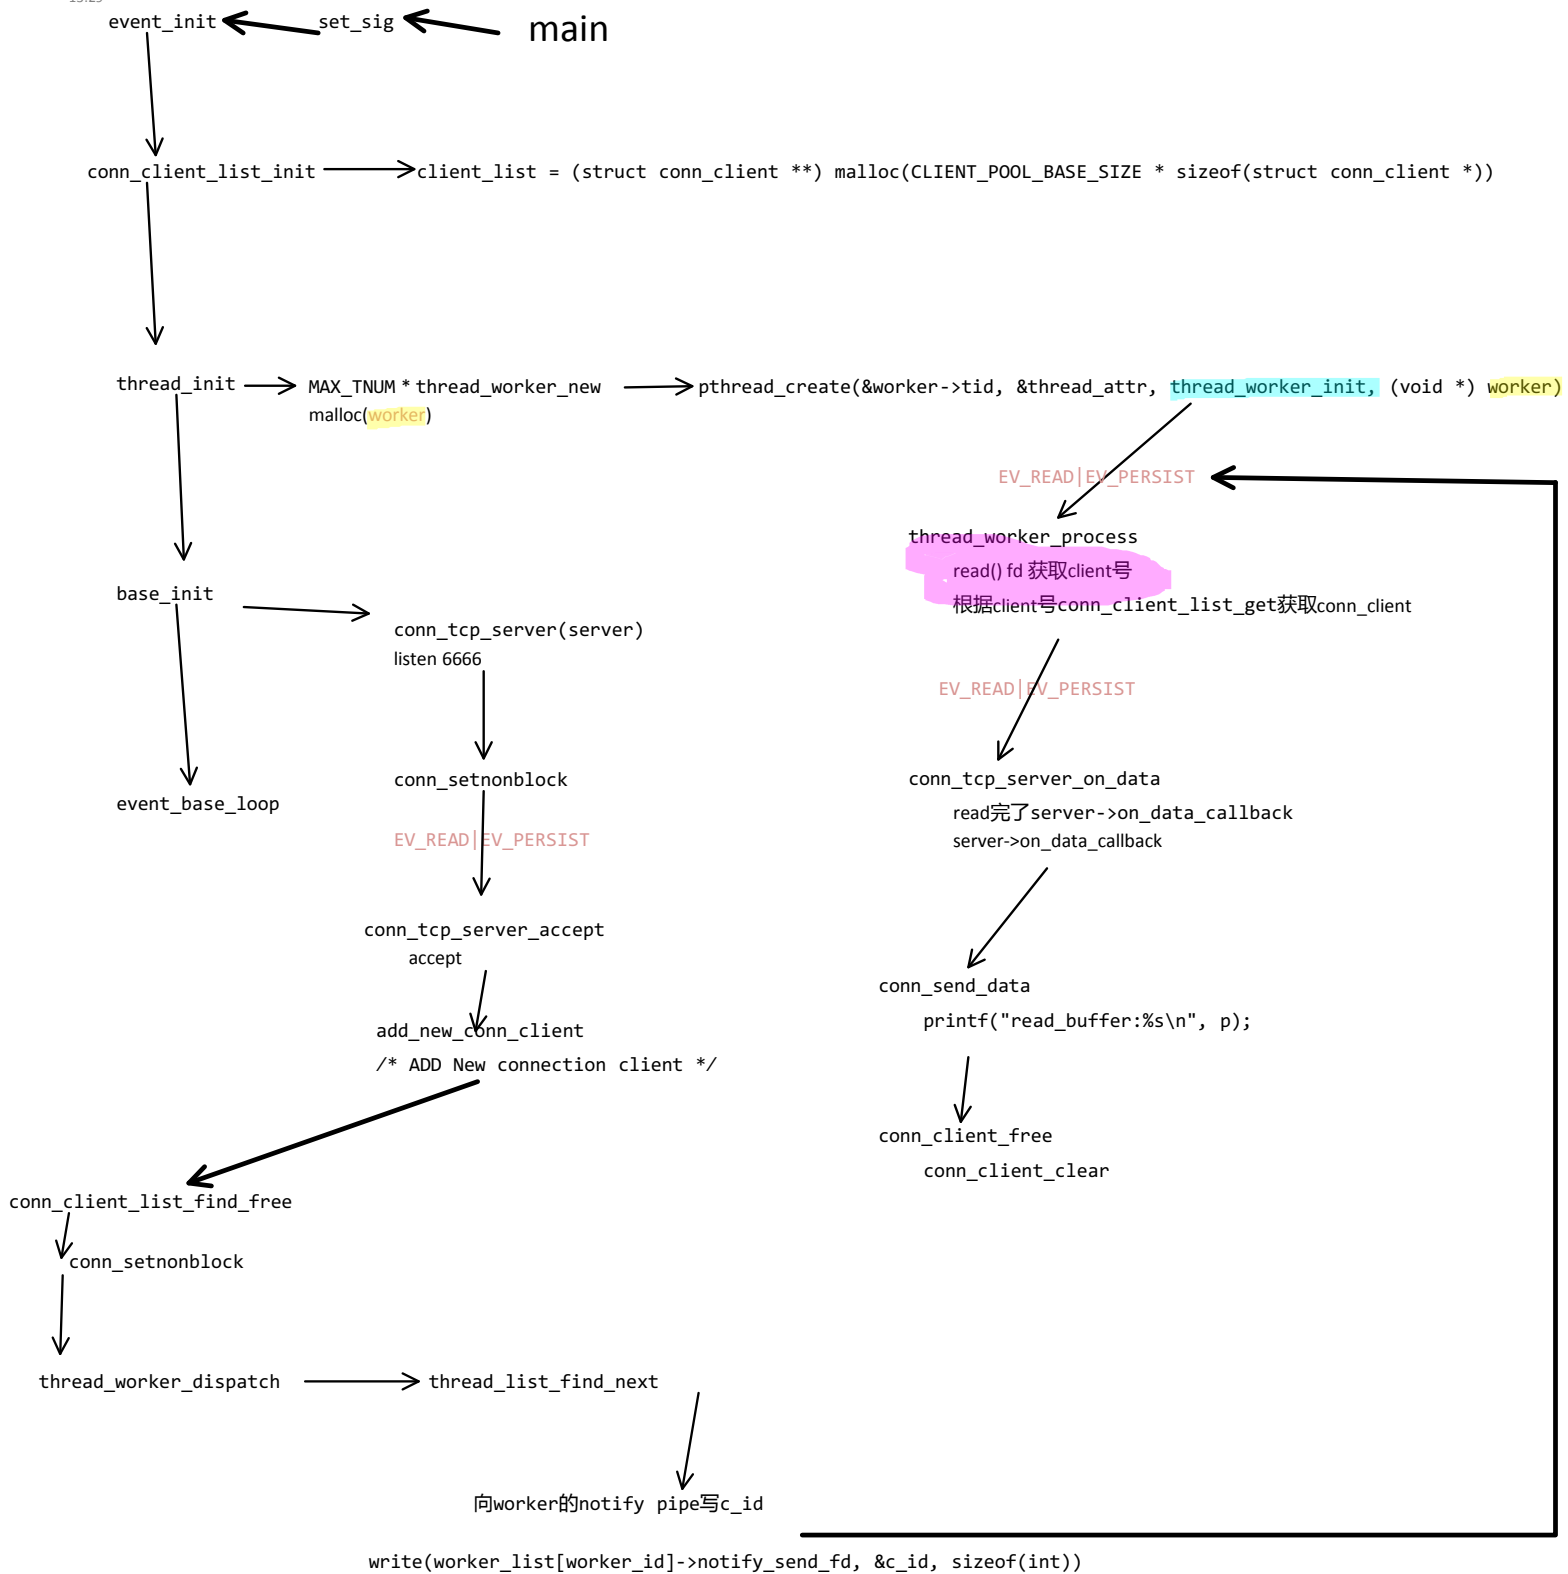 event_init
set_sig
main
conn_client_list_init
client_list = (struct conn_client **) malloc(CLIENT_POOL_BASE_SIZE * sizeof(struct conn_client *))
thread_init
MAX_TNUM * thread_worker_new
malloc(worker)
pthread_create(&worker->tid, &thread_attr, thread_worker_init, (void *) worker)
EV_READ|EV_PERSIST
thread_worker_process
read() fd 获取client号
根据client号conn_client_list_get获取conn_client
base_init
conn_tcp_server(server)
listen 6666
EV_READ|EV_PERSIST
conn_setnonblock
conn_tcp_server_on_data
read完了server->on_data_callback
server->on_data_callback
event_base_loop
EV_READ|EV_PERSIST
conn_tcp_server_accept
accept
conn_send_data
printf("read_buffer:%s\n", p);
add_new_conn_client
/* ADD New connection client */
conn_client_free
conn_client_clear
conn_client_list_find_free
conn_setnonblock
thread_worker_dispatch
thread_list_find_next
向worker的notify pipe写c_id
write(worker_list[worker_id]->notify_send_fd, &c_id, sizeof(int))